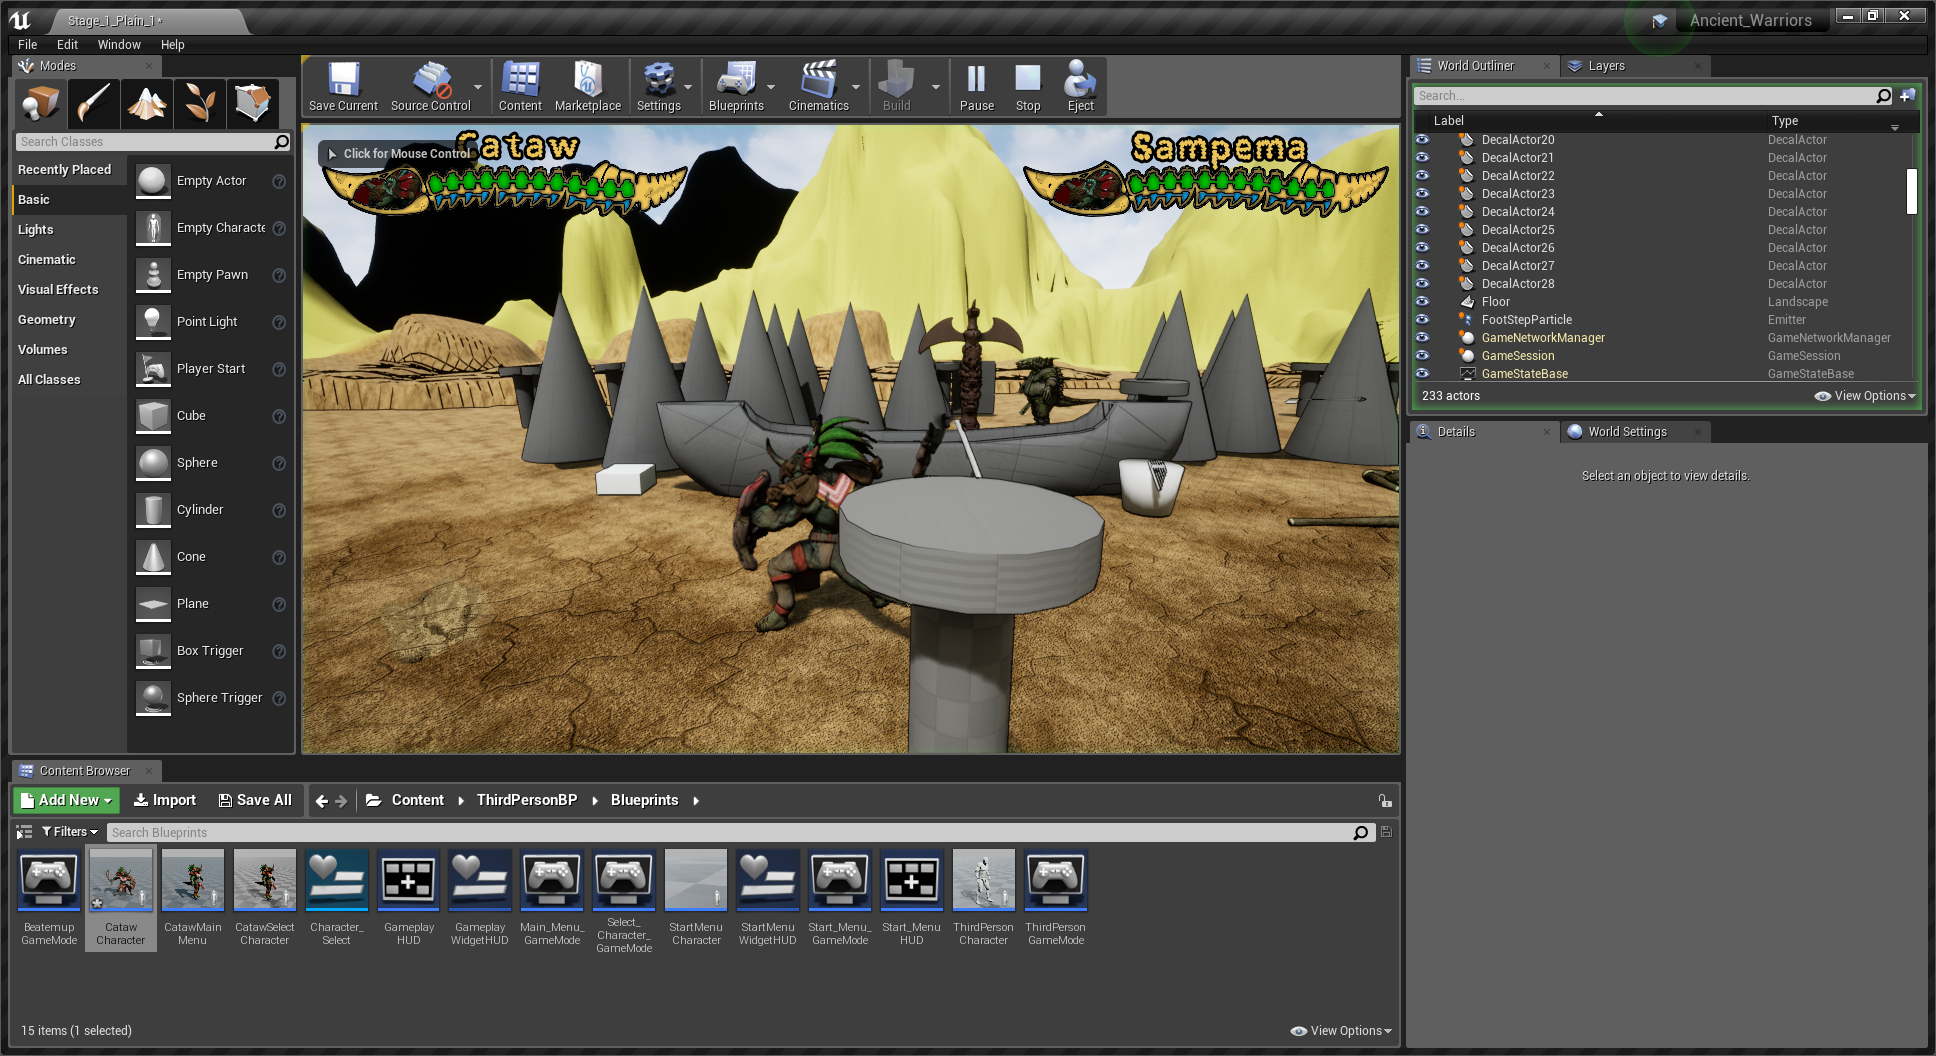 Stage_1_Plain_1*
Ancient_Warriors
File Edit Window Help
Modes
Search Classes
Recently Placed
Basic
Lights
Cinematic
Visual Effects
Geometry
Volumes
All Classes
Empty Actor
Empty Characte
Empty Pawn
Point Light
Player Start
Cube
Sphere
Cylinder
Cone
Plane
Box Trigger
Sphere Trigger
Save Current Source Control Content Marketplace Settings Blueprints Cinematics Build Pause Stop Eject
Click for Mouse Control
Cataw
Sampema
World Outliner Layers
Search...
Label Type
DecalActor20 DecalActor
DecalActor21 DecalActor
DecalActor22 DecalActor
DecalActor23 DecalActor
DecalActor24 DecalActor
DecalActor25 DecalActor
DecalActor26 DecalActor
DecalActor27 DecalActor
DecalActor28 DecalActor
Floor Landscape
FootStepParticle Emitter
GameNetworkManager GameNetworkManager
GameSession GameSession
GameStateBase GameStateBase
233 actors View Options
Details World Settings
Select an object to view details.
Content Browser
Add New Import Save All Content ThirdPersonBP Blueprints
Filters Search Blueprints
Beatemup
GameMode
Cataw
Character
CatawMain
Menu
CatawSelect
Character
Character_
Select
Gameplay
HUD
Gameplay
WidgetHUD
Main_Menu_
GameMode
Select_
Character_
GameMode
StartMenu
Character
StartMenu
WidgetHUD
Start_Menu_
GameMode
Start_Menu
HUD
ThirdPerson
Character
ThirdPerson
GameMode
15 items (1 selected) View Options